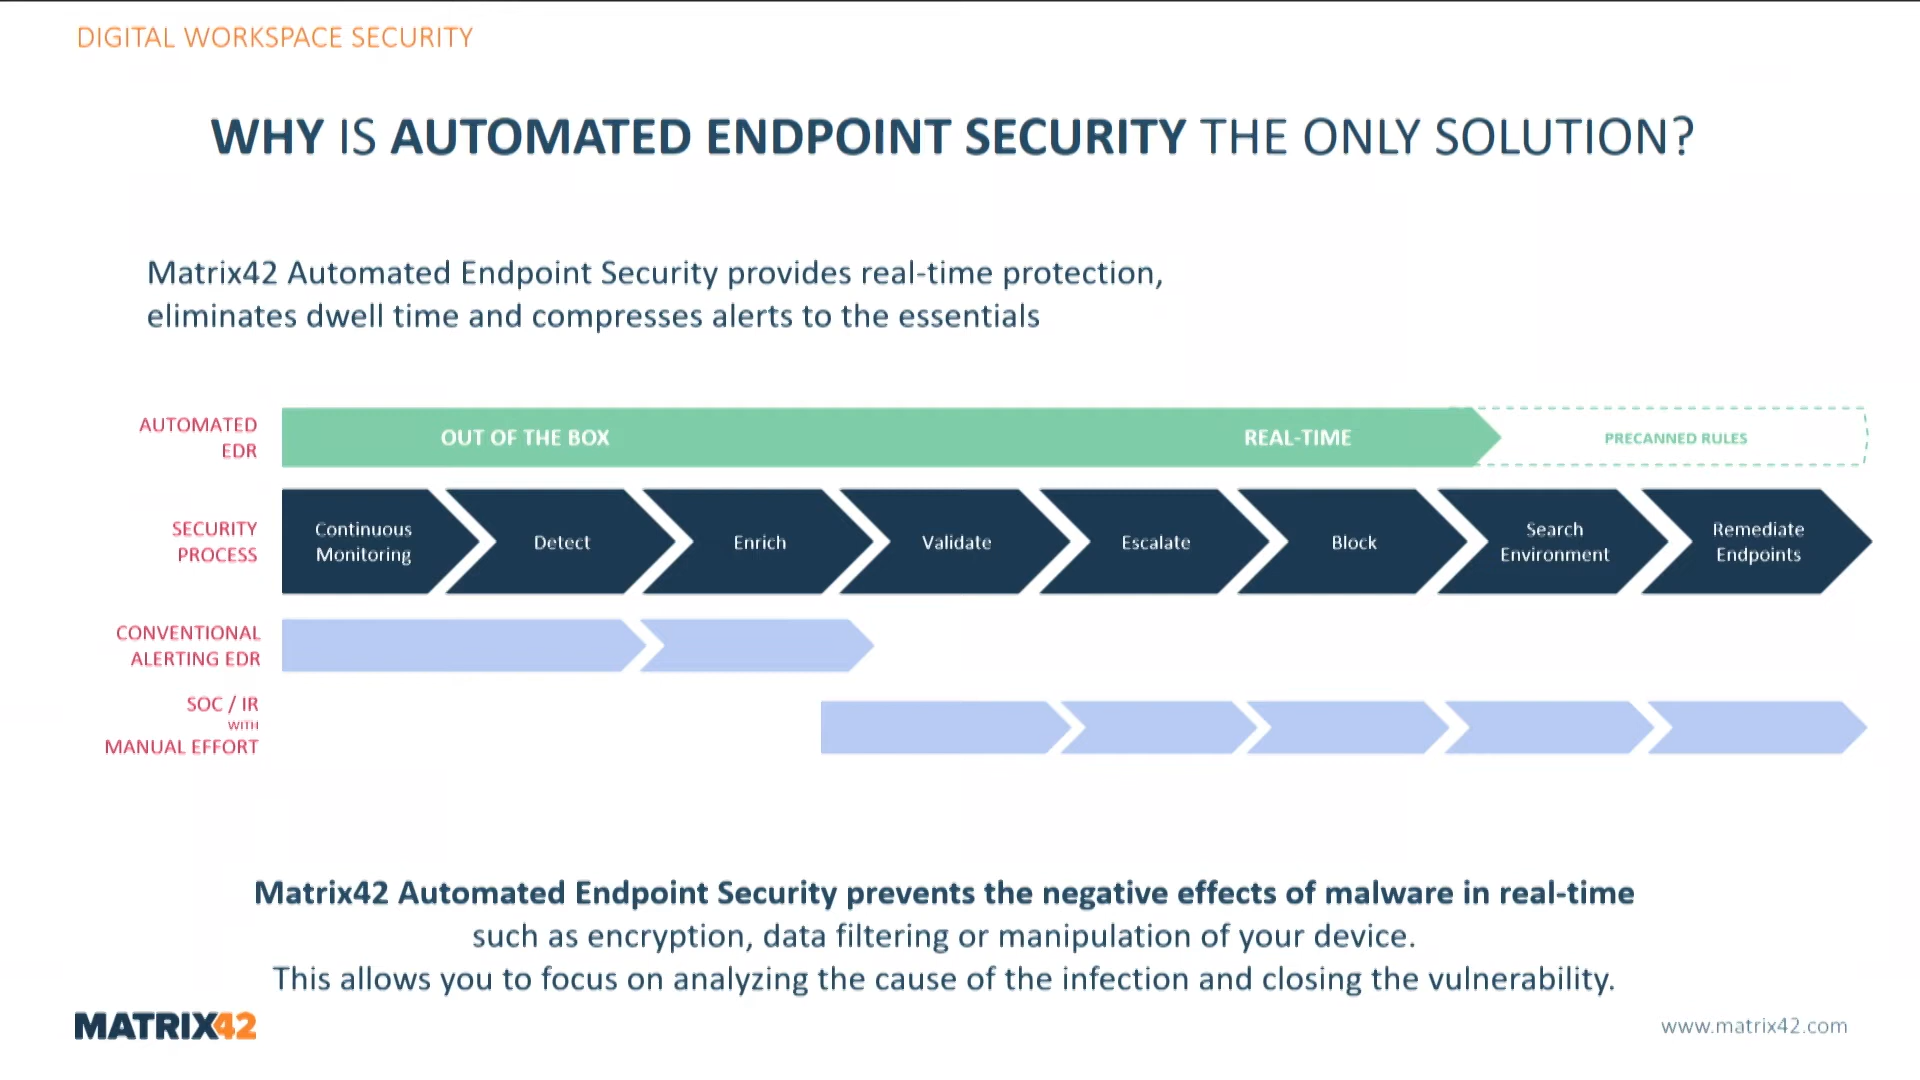 DIGITAL WORKSPACE SECURITY
WHY IS AUTOMATED ENDPOINT SECURITY THE ONLY SOLUTION?
Matrix42 Automated Endpoint Security provides real-time protection,
eliminates dwell time and compresses alerts to the essentials
AUTOMATED
EDR
OUT OF THE BOX
REAL-TIME
PRECANNED RULES
SECURITY
PROCESS
Continuous
Monitoring
Detect
Enrich
Validate
Escalate
Block
Search
Environment
Remediate
Endpoints
CONVENTIONAL
ALERTING EDR
SOC / IR
WITH
MANUAL EFFORT
Matrix42 Automated Endpoint Security prevents the negative effects of malware in real-time
such as encryption, data filtering or manipulation of your device.
This allows you to focus on analyzing the cause of the infection and closing the vulnerability.
MATRIX42
www.matrix42.com